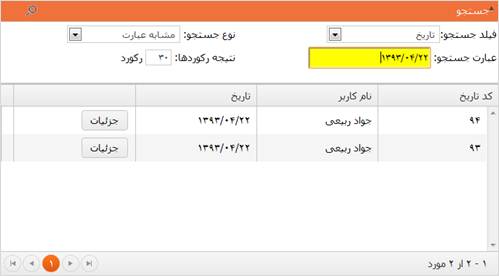 جستجو
فیلد جستجو: تاریخ نوع جستجو: مشابه عبارت
عبارت جستجو: ۱۳۹۳/۰۴/۲۲ نتیجه رکوردها: ۳۰ رکورد
کد تاریخ نام کاربر تاریخ
۹۴ جواد ربیعی ۱۳۹۳/۰۴/۲۲ جزئیات
۹۳ جواد ربیعی ۱۳۹۳/۰۴/۲۲ جزئیات
۱ - ۲ از ۲ مورد ۱